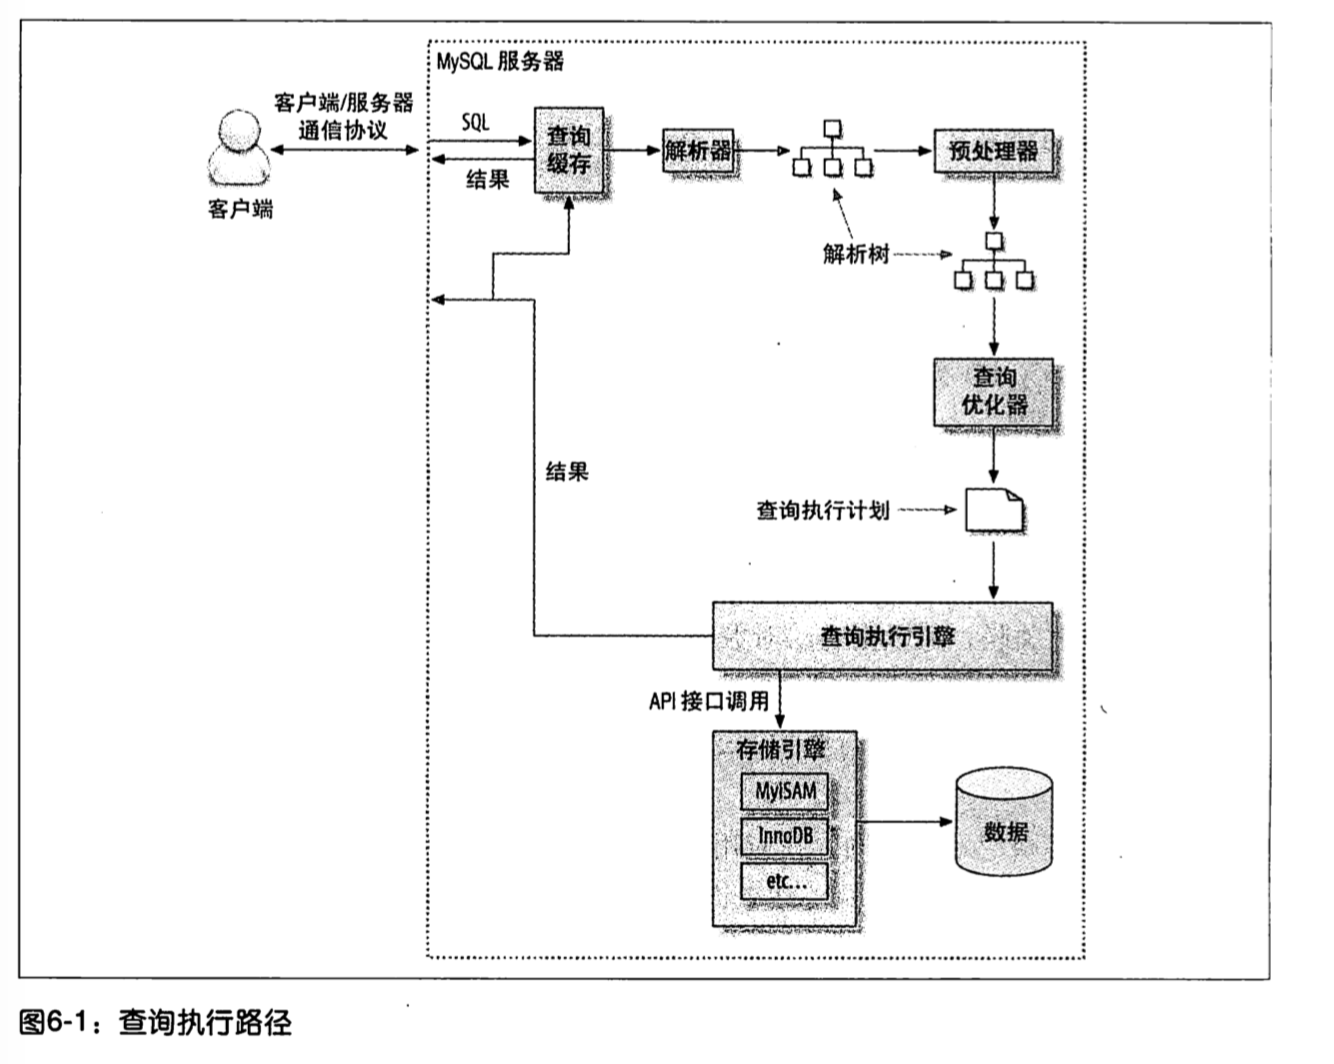 MySQL 服务器
客户端/服务器
通信协议
客户端
SQL
结果
查询
缓存
解析器
预处理器
解析树
查询
优化器
查询执行计划
结果
查询执行引擎
API 接口调用
存储引擎
MyISAM
InnoDB
etc...
数据
图6-1：查询执行路径